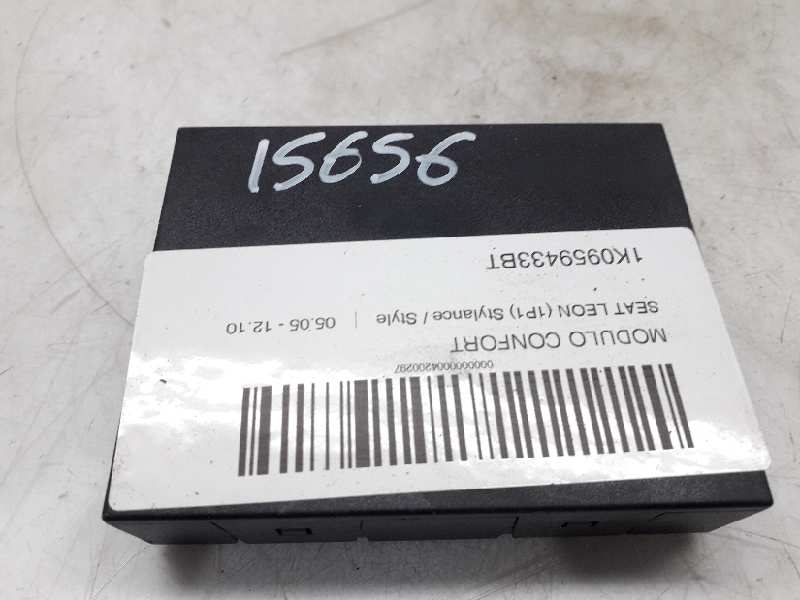 15656
MODULO CONFORT
SEAT LEON (1P1) Stylance / Style | 05.05 - 12.10
1K0959433BT